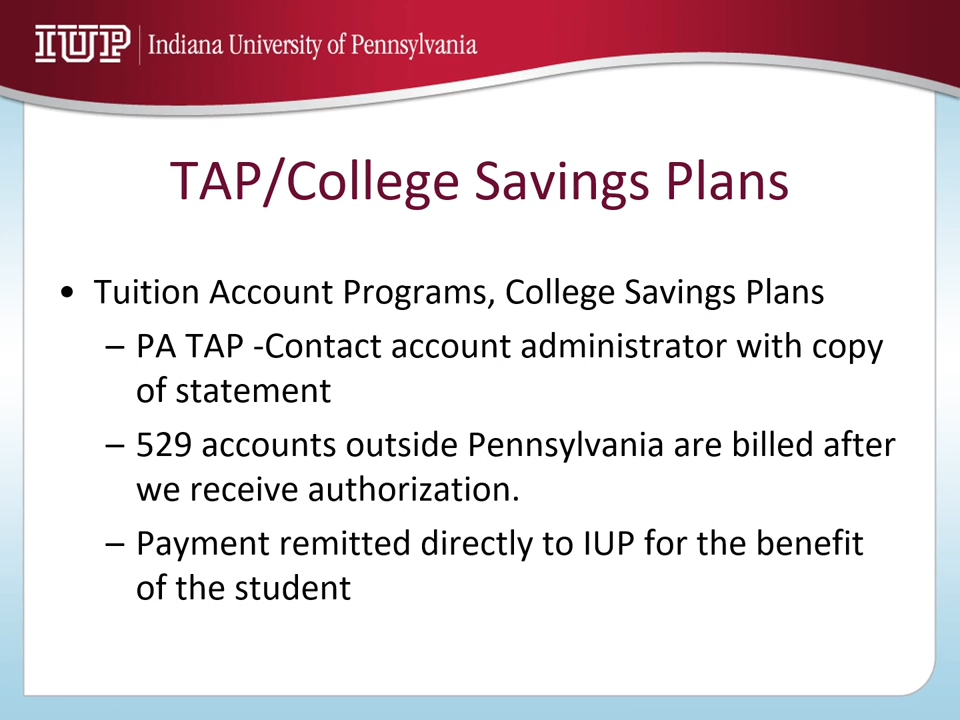 IUP Indiana University of Pennsylvania
TAP/College Savings Plans
• Tuition Account Programs, College Savings Plans
– PA TAP -Contact account administrator with copy
of statement
– 529 accounts outside Pennsylvania are billed after
we receive authorization.
– Payment remitted directly to IUP for the benefit
of the student